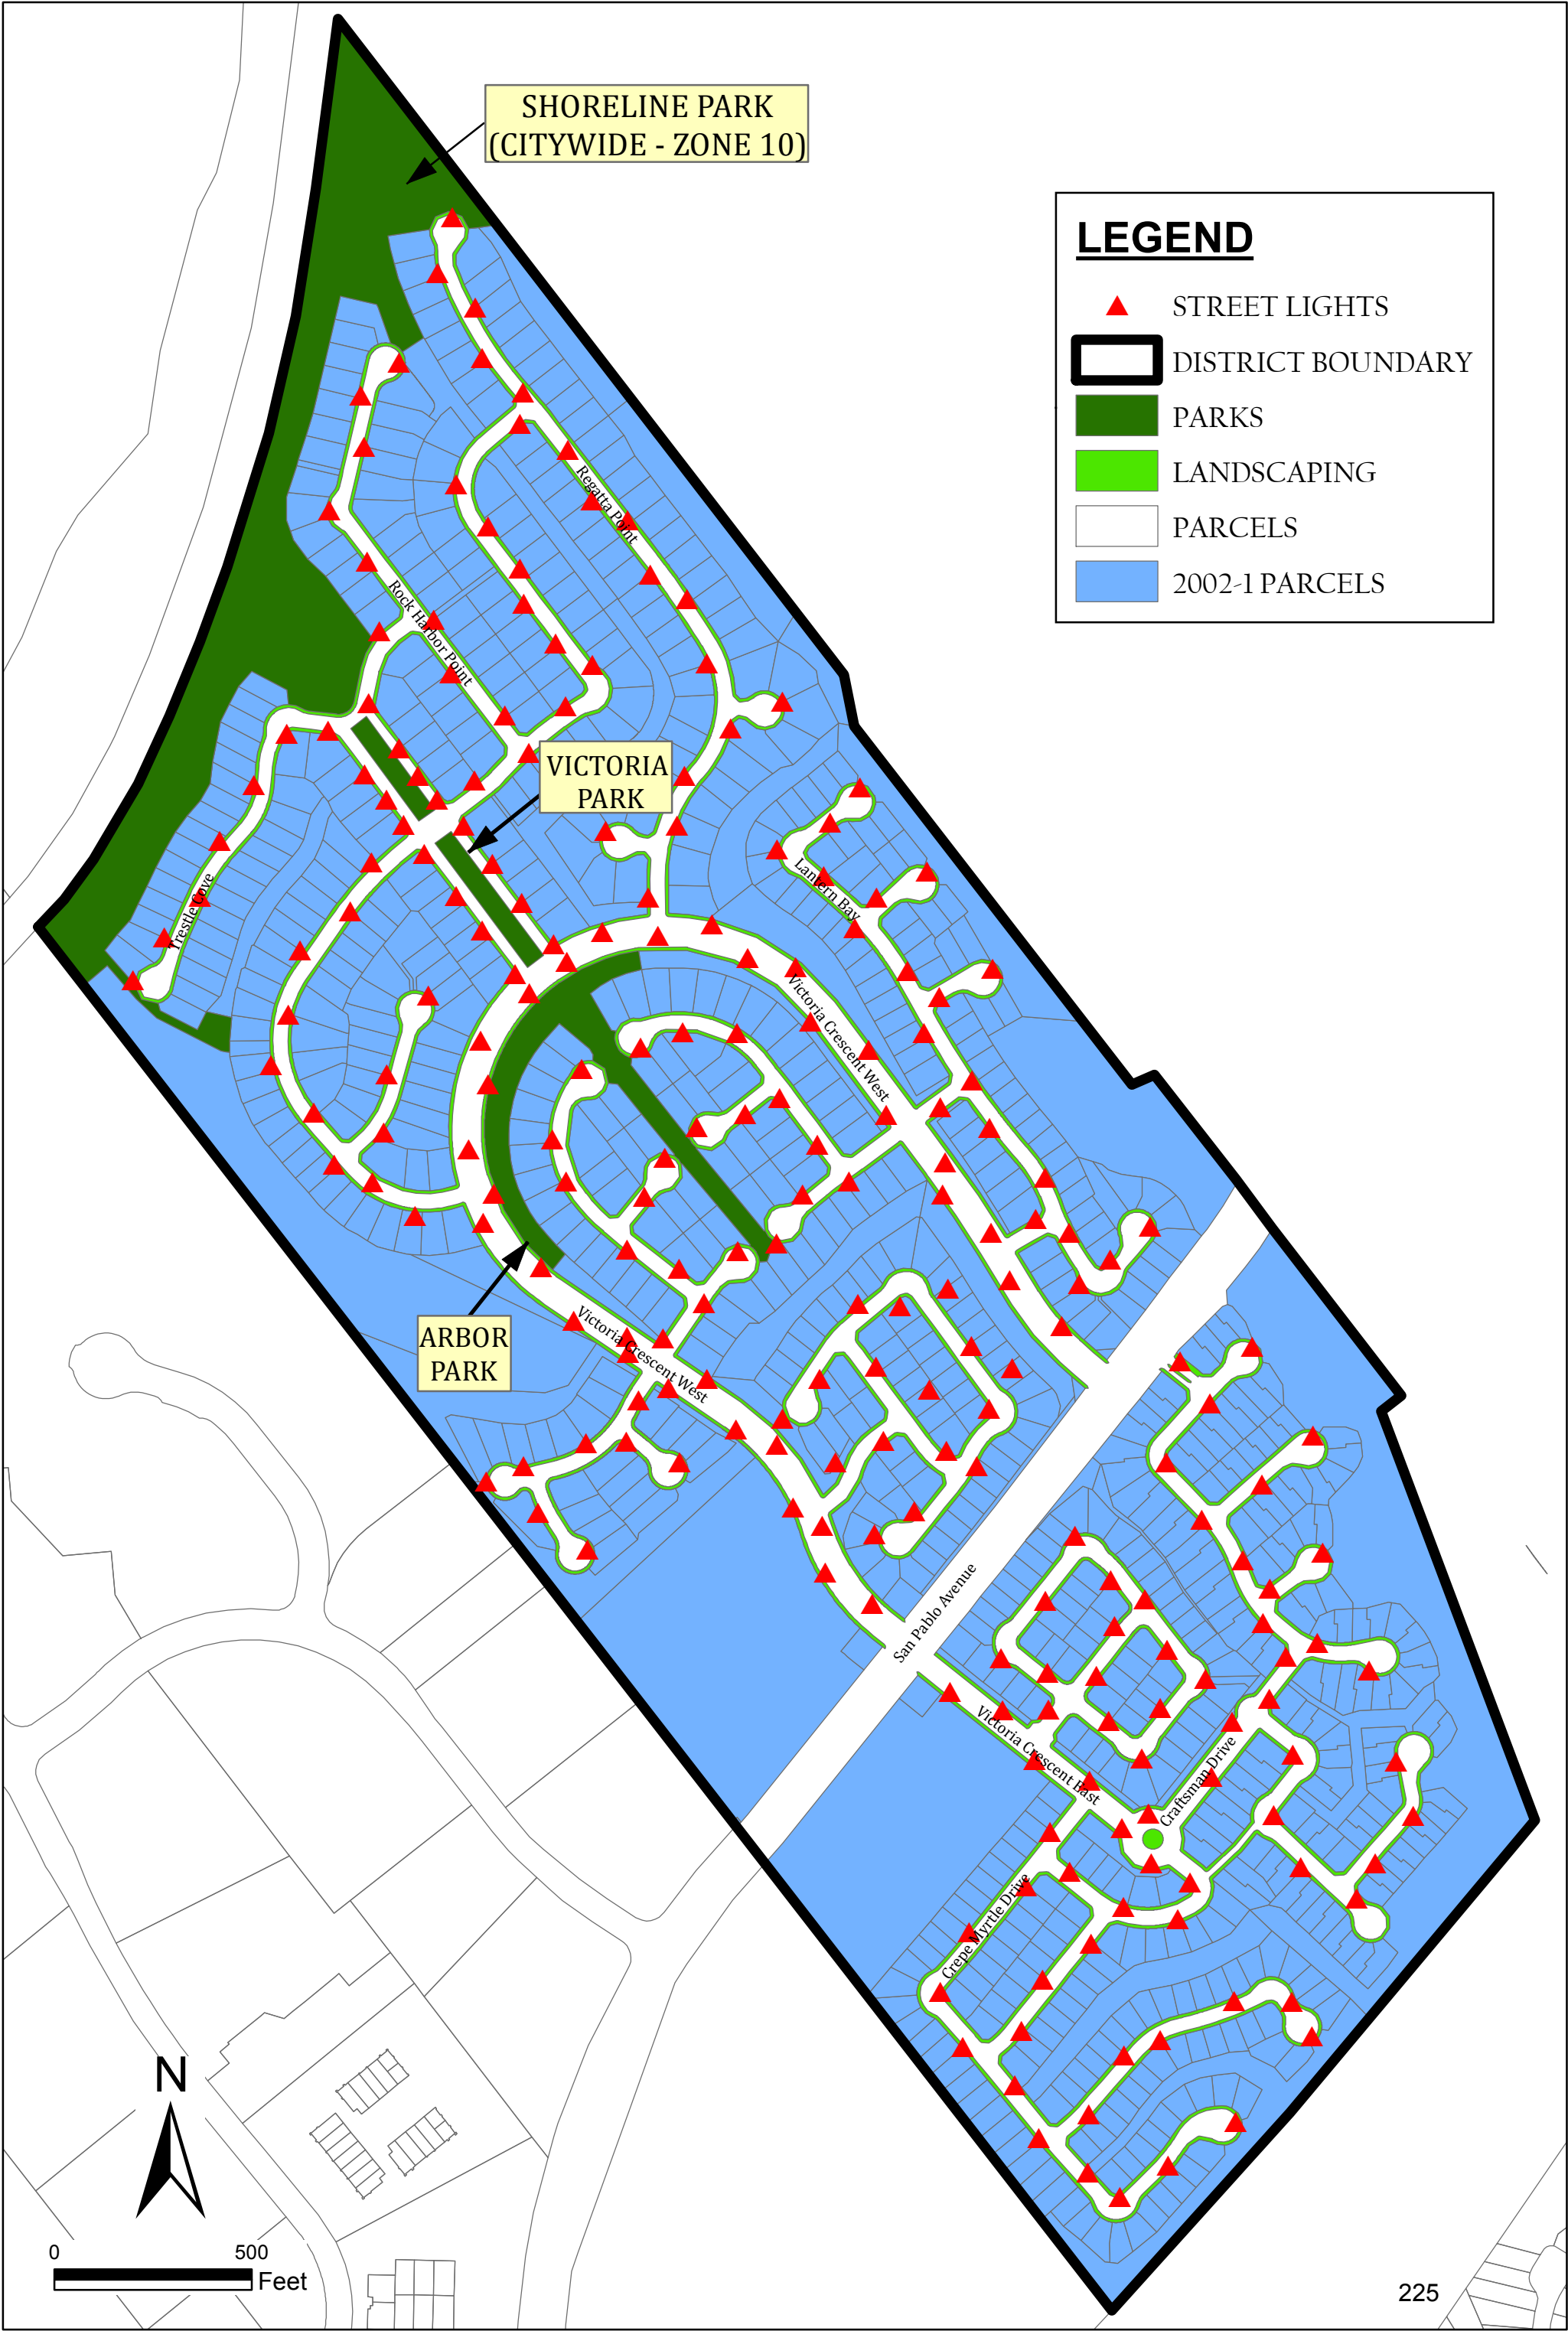 SHORELINE PARK
(CITYWIDE - ZONE 10)
LEGEND
STREET LIGHTS
DISTRICT BOUNDARY
PARKS
LANDSCAPING
PARCELS
2002-1 PARCELS
Regatta Point
Rock Harbor Point
VICTORIA
PARK
Lantern Bay
Trestle Cove
Victoria Crescent West
ARBOR
PARK
Victoria Crescent West
San Pablo Avenue
Victoria Crescent East
Craftsman Drive
Crepe Myrtle Drive
N
0 500
Feet
225